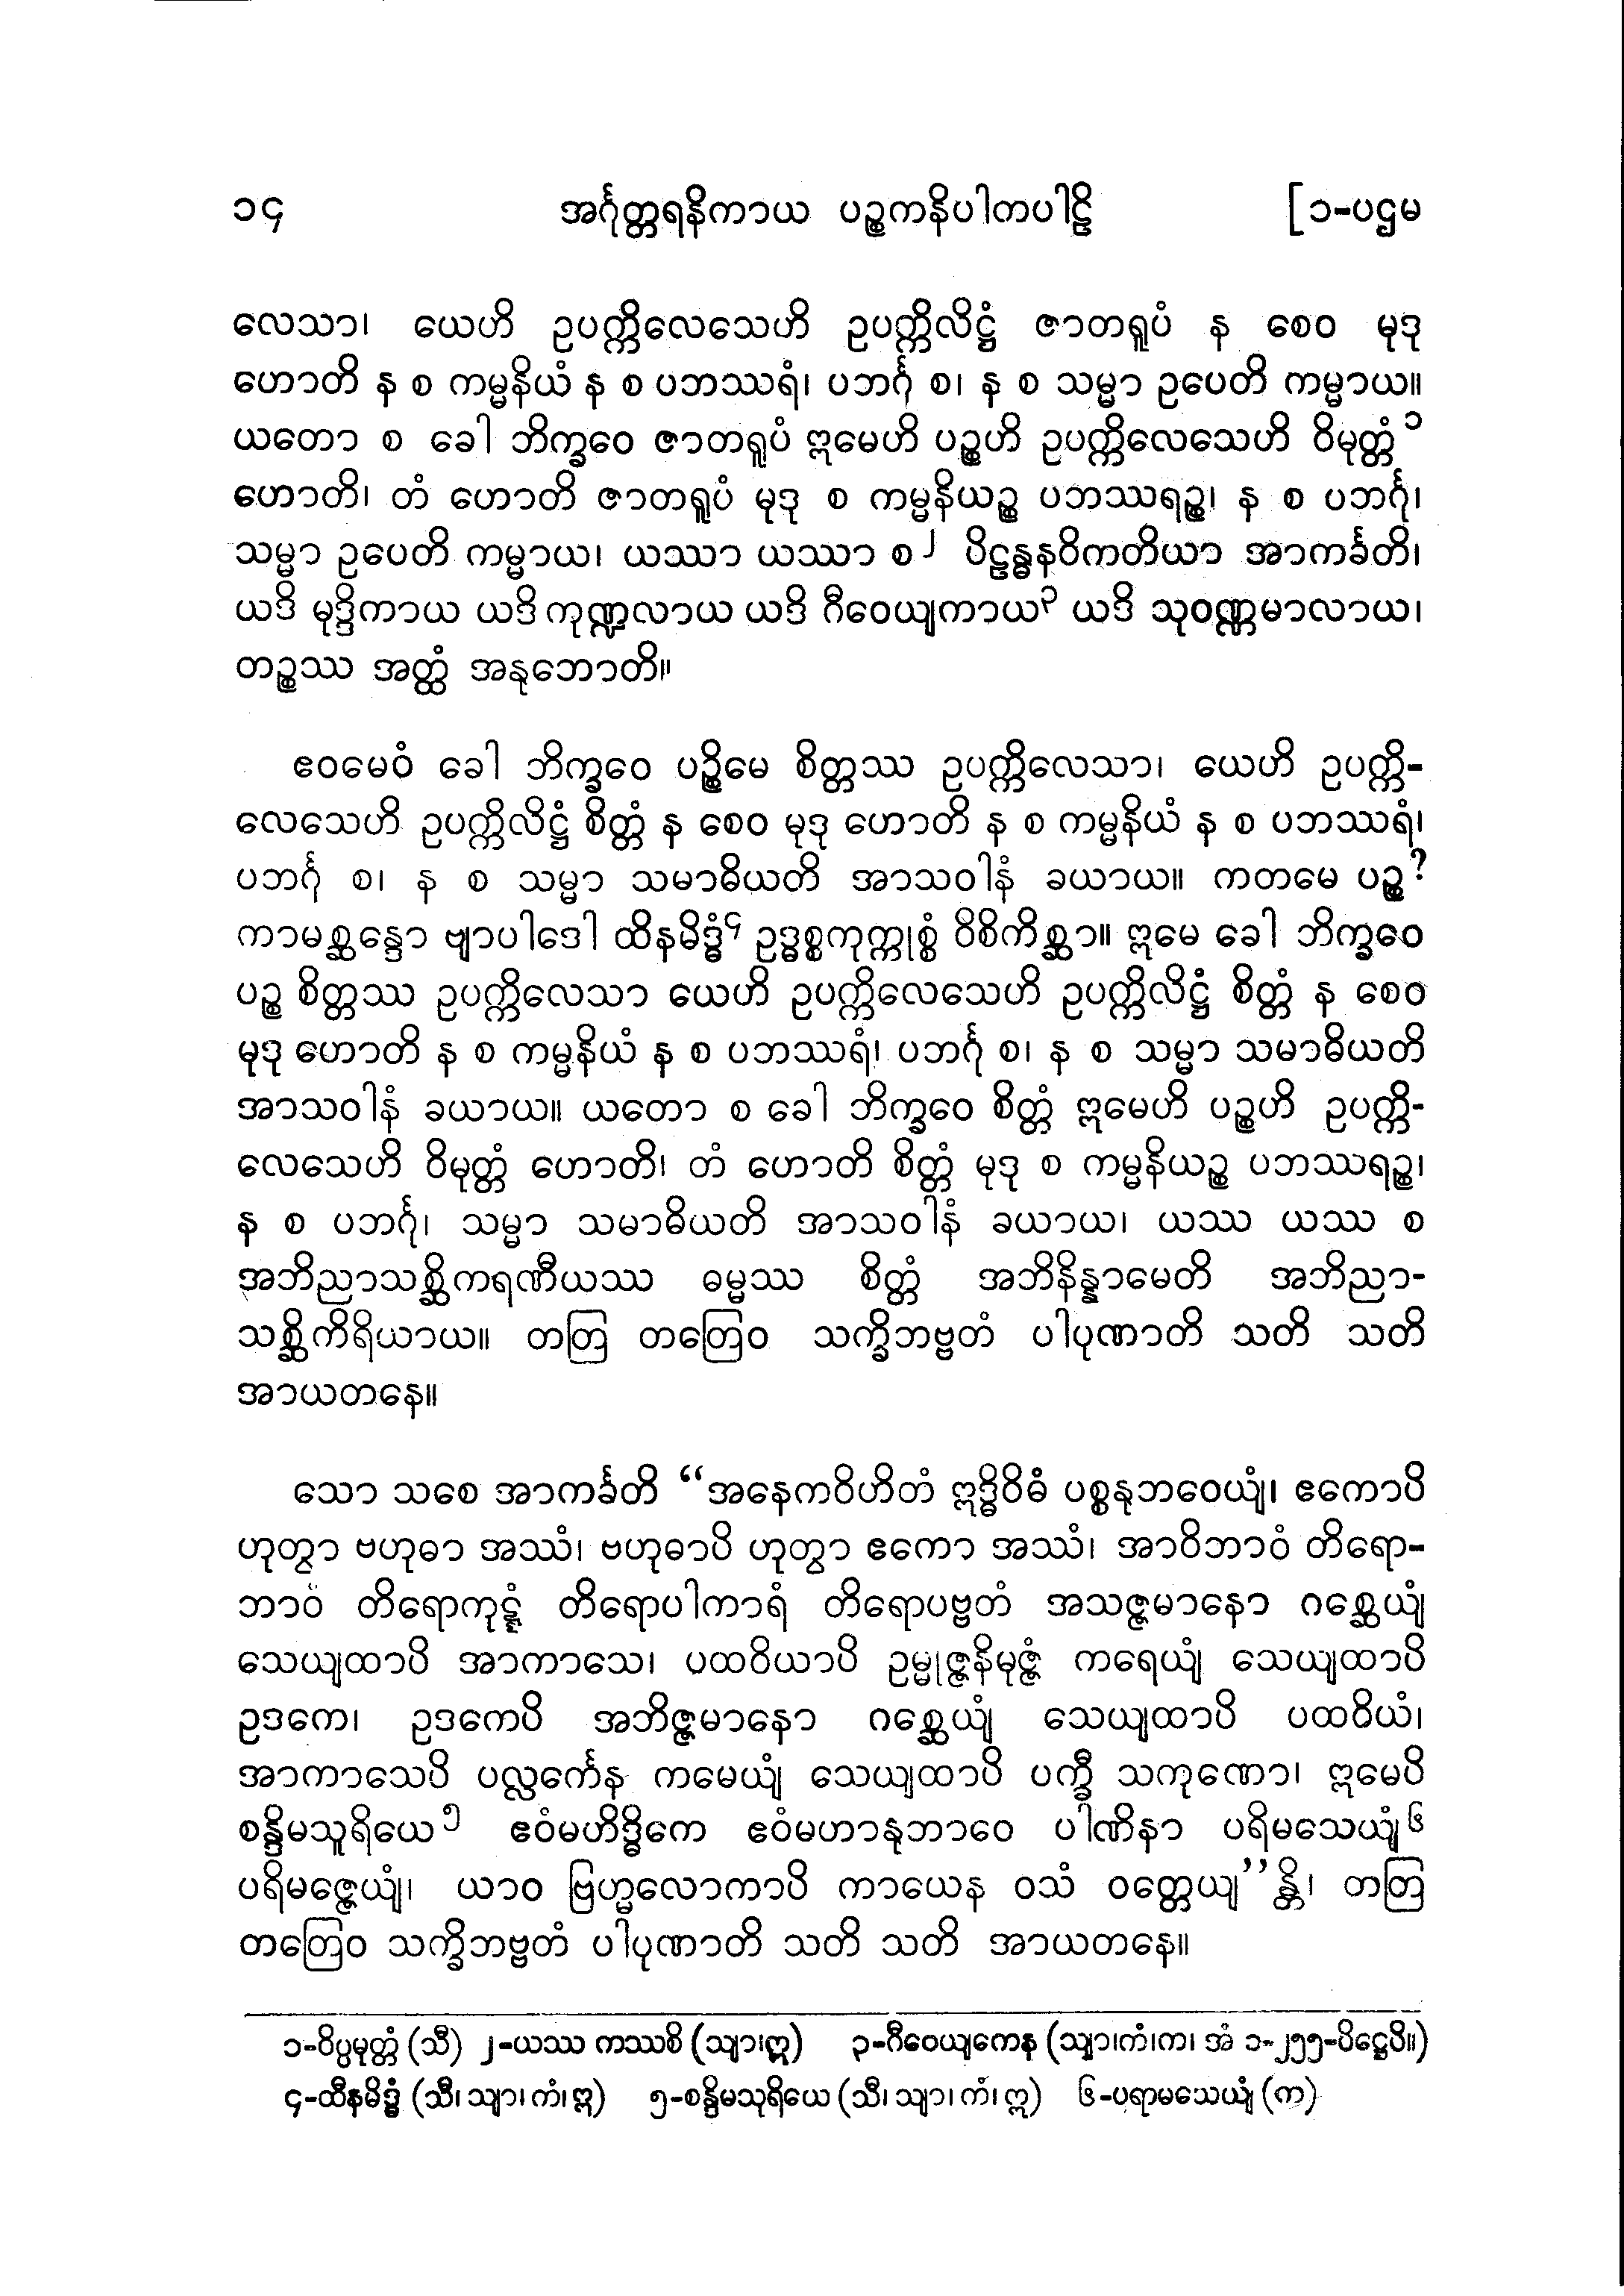 ၁၄ အင်္ဂုတ္တရနိကာယ ပဉ္စကနိပါတပါဠိ [၁-ပဌမ
လေသာ၊ ယေဟိ ဥပက္ကိလေသေဟိ ဥပက္ကိလိဋ္ဌံ ဇာတရူပံ န စေဝ မုဒု
ဟောတိ န စ ကမ္မနိယံ န စ ပဘဿရံ၊ ပဘင်္ဂု စ၊ န စ သမ္မာ ဥပေတိ ကမ္မာယ။
ယတော စ ခေါ ဘိက္ခဝေ ဇာတရူပံ ဣမေဟိ ပဉ္စဟိ ဥပက္ကိလေသေဟိ ဝိမုတ္တံ၁
ဟောတိ၊ တံ ဟောတိ ဇာတရူပံ မုဒု စ ကမ္မနိယဉ္စ ပဘဿရဉ္စ၊ န စ ပဘင်္ဂု၊
သမ္မာ ဥပေတိ ကမ္မာယ၊ ယဿာ ယဿာ စ၂ ပိဠန္ဓနဝိကတိယာ အာကင်္ခတိ၊
ယဒိ မုဒ္ဒိကာယ ယဒိ ကုဏ္ဍလာယ ယဒိ ဂီဝေယျကာယ၃ ယဒိ သုဝဏ္ဏမာလာယ၊
တဉ္စဿ အတ္ထံ အနုဘောတိ။
ဧဝမေဝံ ခေါ ဘိက္ခဝေ ပဉ္စိမေ စိတ္တဿ ဥပက္ကိလေသာ၊ ယေဟိ ဥပက္ကိ-
လေသေဟိ ဥပက္ကိလိဋ္ဌံ စိတ္တံ န စေဝ မုဒု ဟောတိ န စ ကမ္မနိယံ န စ ပဘဿရံ၊
ပဘင်္ဂု စ၊ န စ သမ္မာ သမာဓိယတိ အာသဝါနံ ခယာယ။ ကတမေ ပဉ္စ?
ကာမစ္ဆန္ဒော ဗျာပါဒေါ ထိနမိဒ္ဓံ၄ ဥဒ္ဓစ္စကုက္ကုစ္စံ ဝိစိကိစ္ဆာ။ ဣမေ ခေါ ဘိက္ခဝေ
ပဉ္စ စိတ္တဿ ဥပက္ကိလေသာ ယေဟိ ဥပက္ကိလေသေဟိ ဥပက္ကိလိဋ္ဌံ စိတ္တံ န စေဝ
မုဒု ဟောတိ န စ ကမ္မနိယံ န စ ပဘဿရံ၊ ပဘင်္ဂု စ၊ န စ သမ္မာ သမာဓိယတိ
အာသဝါနံ ခယာယ။ ယတော စ ခေါ ဘိက္ခဝေ စိတ္တံ ဣမေဟိ ပဉ္စဟိ ဥပက္ကိ-
လေသေဟိ ဝိမုတ္တံ ဟောတိ၊ တံ ဟောတိ စိတ္တံ မုဒု စ ကမ္မနိယဉ္စ ပဘဿရဉ္စ၊
န စ ပဘင်္ဂု၊ သမ္မာ သမာဓိယတိ အာသဝါနံ ခယာယ၊ ယဿ ယဿ စ
အဘိညာသစ္ဆိကရဏီယဿ ဓမ္မဿ စိတ္တံ အဘိနိန္နာမေတိ အဘိညာ-
သစ္ဆိကိရိယာယ။ တတြ တတြေဝ သက္ခိဘဗ္ဗတံ ပါပုဏာတိ သတိ သတိ
အာယတနေ။
သော သစေ အာကင်္ခတိ “အနေကဝိဟိတံ ဣဒ္ဓိဝိဓံ ပစ္စနုဘဝေယျံ၊ ဧကောပိ
ဟုတွာ ဗဟုဓာ အဿံ၊ ဗဟုဓာပိ ဟုတွာ ဧကော အဿံ၊ အာဝိဘာဝံ တိရော-
ဘာဝံ တိရောကုဋ္ဋံ တိရောပါကာရံ တိရောပဗ္ဗတံ အသဇ္ဇမာနော ဂစ္ဆေယျံ
သေယျထာပိ အာကာသေ၊ ပထဝိယာပိ ဥမ္မုဇ္ဇနိမုဇ္ဇံ ကရေယျံ သေယျထာပိ
ဥဒကေ၊ ဥဒကေပိ အဘိဇ္ဇမာနော ဂစ္ဆေယျံ သေယျထာပိ ပထဝိယံ၊
အာကာသေပိ ပလ္လင်္ကေန ကမေယျံ သေယျထာပိ ပက္ခီ သကုဏော၊ ဣမေပိ
စန္ဒိမသူရိယေ၅ ဧဝံမဟိဒ္ဓိကေ ဧဝံမဟာနုဘာဝေ ပါဏိနာ ပရိမသေယျံ၆
ပရိမဇ္ဇေယျံ၊ ယာဝ ဗြဟ္မလောကာပိ ကာယေန ဝသံ ဝတ္တေယျ”န္တိ၊ တတြ
တတြေဝ သက္ခိဘဗ္ဗတံ ပါပုဏာတိ သတိ သတိ အာယတနေ။
၁-ဝိပ္ပမုတ္တံ (သီ) ၂-ယဿ ကဿစိ (သျာ၊ဣ) ၃-ဂီဝေယျကေန (သျာ၊ကံ၊က၊ အံ ၁-၂၅၅-ပိဋ္ဌေပိ။)
၄-ထီနမိဒ္ဓံ (သီ၊ သျာ၊ ကံ၊ ဣ) ၅-စန္ဒိမသုရိယေ (သီ၊ သျာ၊ ကံ၊ ဣ) ၆-ပရာမသေယျံ (က)